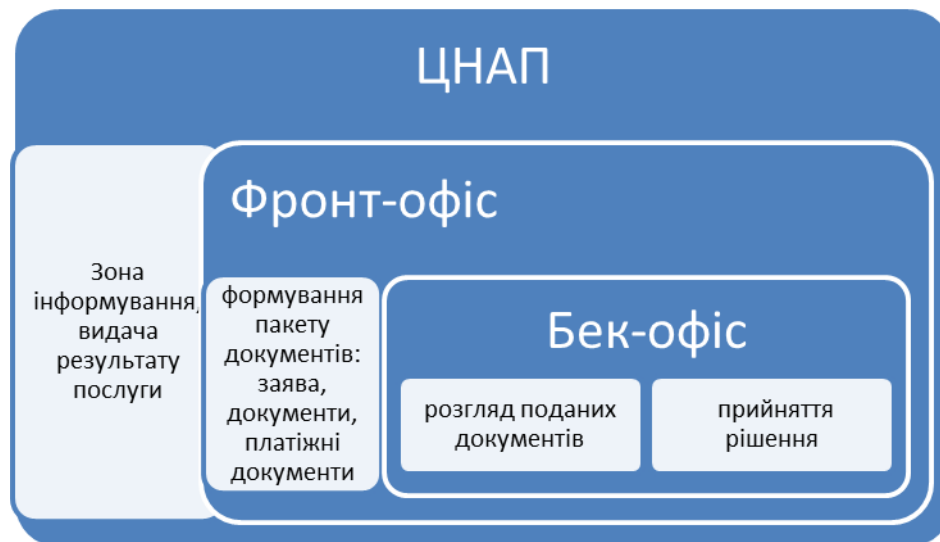 ЦНАП
Фронт-офіс
Зона
інформування,
видача
результату
послуги
формування
пакету
документів:
заява,
документи,
платіжні
документи
Бек-офіс
розгляд поданих
документів
прийняття
рішення